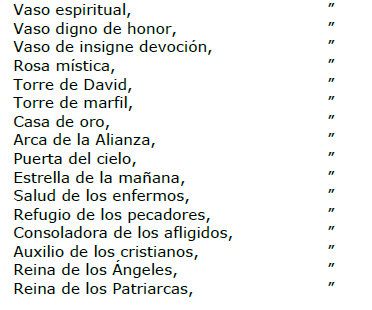 Vaso espiritual, ”
Vaso digno de honor, ”
Vaso de insigne devoción, ”
Rosa mística, ”
Torre de David, ”
Torre de marfil, ”
Casa de oro, ”
Arca de la Alianza, ”
Puerta del cielo, ”
Estrella de la mañana, ”
Salud de los enfermos, ”
Refugio de los pecadores, ”
Consoladora de los afligidos, ”
Auxilio de los cristianos, ”
Reina de los Ángeles, ”
Reina de los Patriarcas, ”